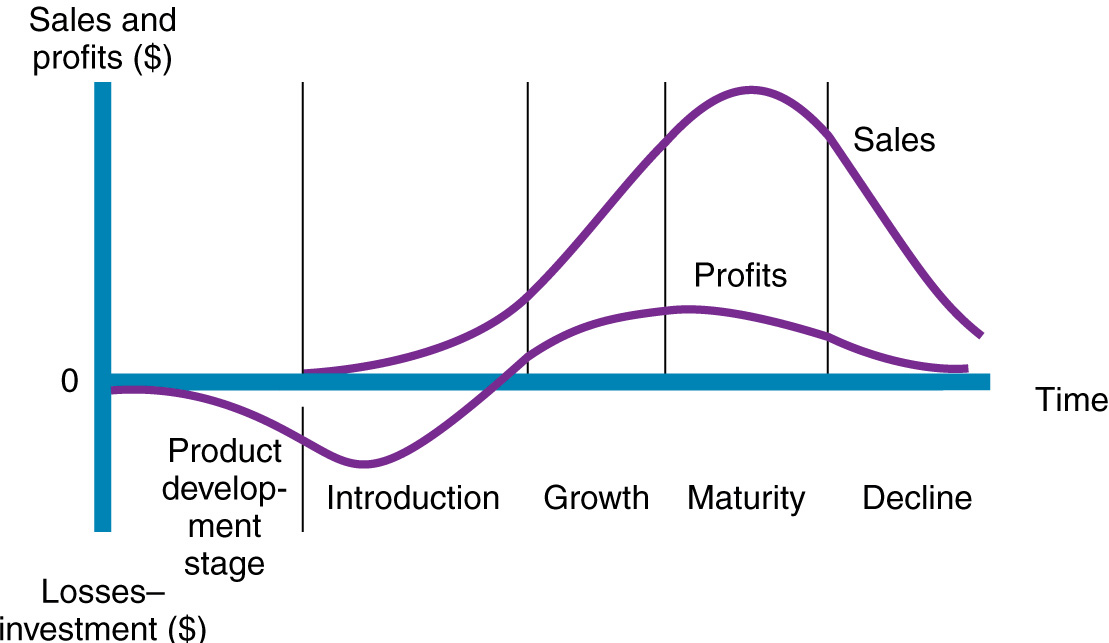 Sales and
profits ($)
Sales
Profits
0
Time
Product
develop-
ment
stage
Introduction
Growth
Maturity
Decline
Losses–
investment ($)